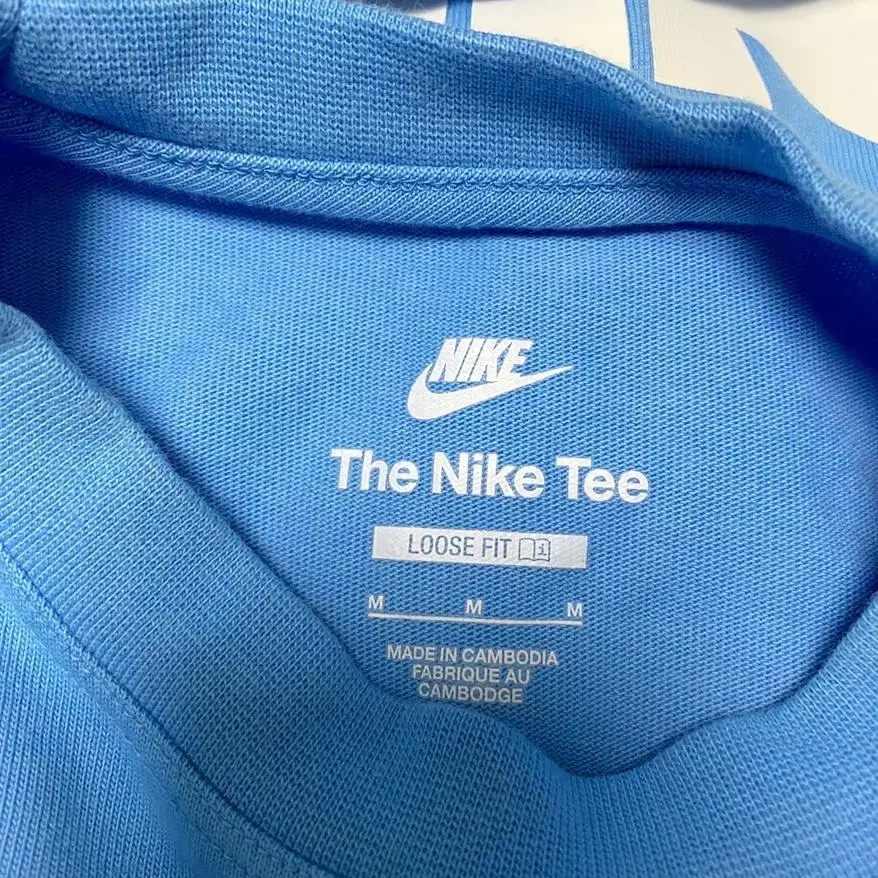 NIKE
The Nike Tee
LOOSE FIT
M M M
MADE IN CAMBODIA
FABRIQUE AU
CAMBODGE